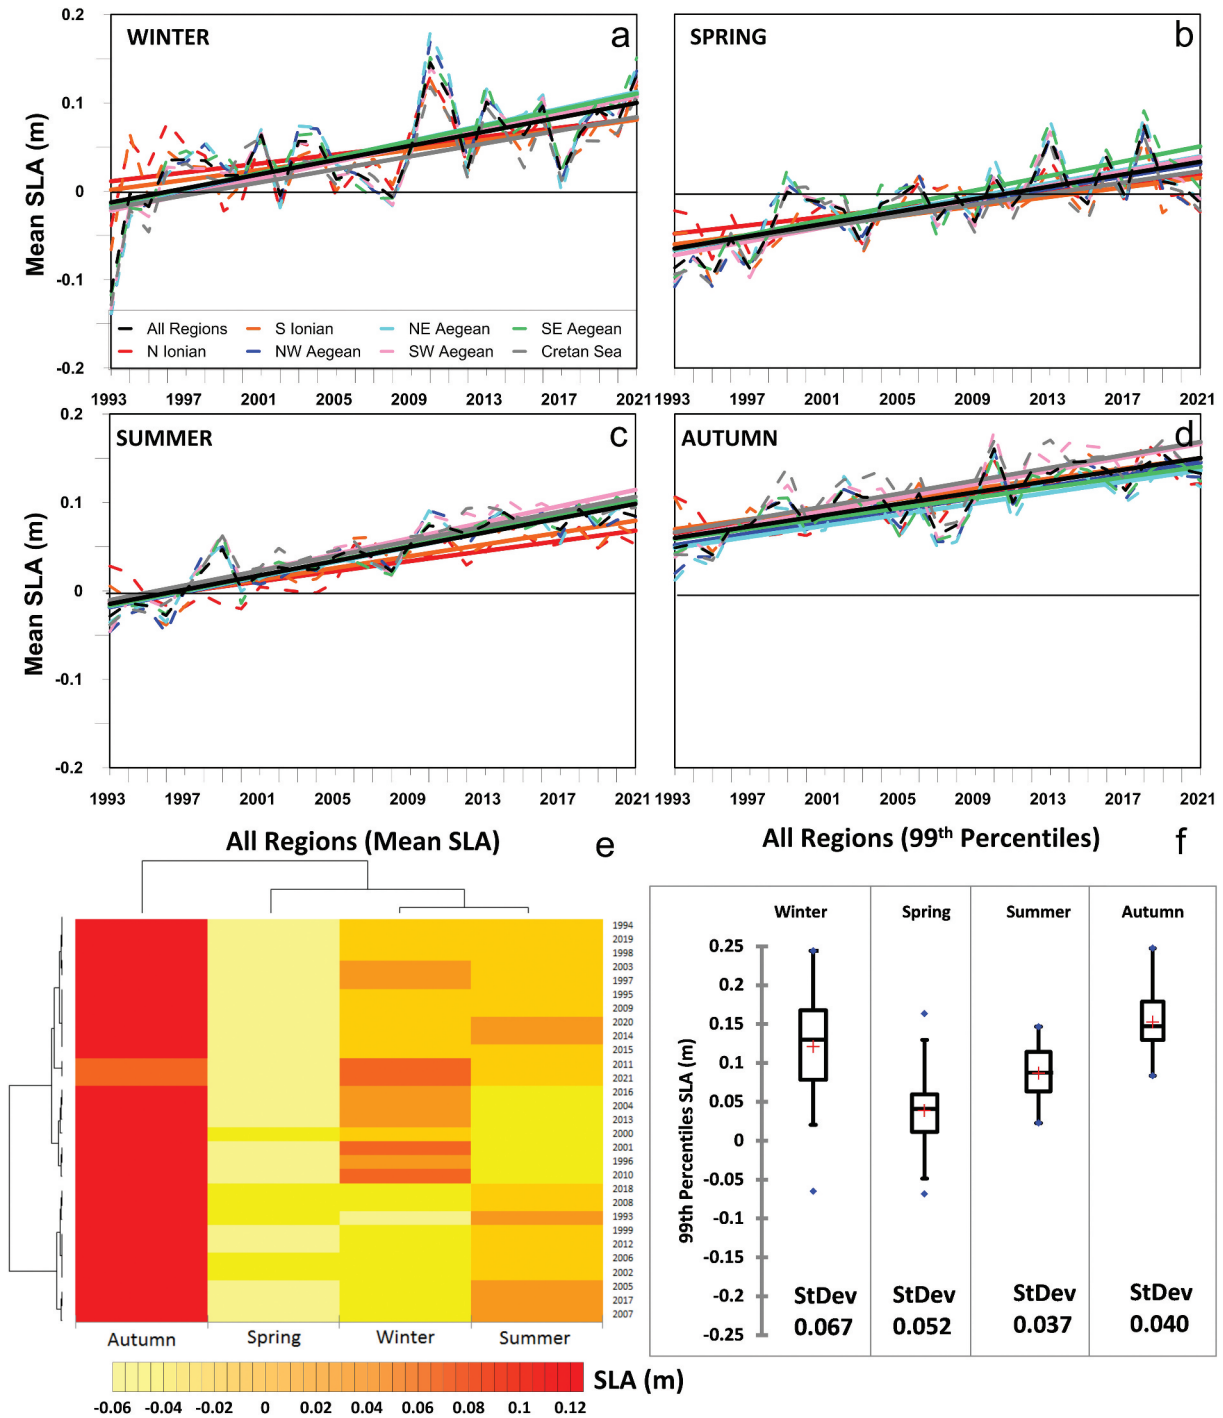 WINTER a
SPRING b
0.2
0.1
0
-0.1
-0.2
Mean SLA (m)
All Regions S Ionian NE Aegean SE Aegean
N Ionian NW Aegean SW Aegean Cretan Sea
1993 1997 2001 2005 2009 2013 2017 2021
1993 1997 2001 2005 2009 2013 2017 2021
SUMMER c
AUTUMN d
0.2
0.1
0
-0.1
-0.2
Mean SLA (m)
1993 1997 2001 2005 2009 2013 2017 2021
1993 1997 2001 2005 2009 2013 2017 2021
All Regions (Mean SLA) e
1994
2019
1998
2003
1997
1995
2009
2020
2014
2015
2011
2021
2016
2004
2013
2000
2001
1996
2010
2018
2008
1993
1999
2012
2006
2002
2005
2017
2007
Autumn Spring Winter Summer
SLA (m)
-0.06 -0.04 -0.02 0 0.02 0.04 0.06 0.08 0.1 0.12
All Regions (99th Percentiles) f
Winter Spring Summer Autumn
0.25
0.2
0.15
0.1
0.05
0
-0.05
-0.1
-0.15
-0.2
-0.25
99th Percentiles SLA (m)
StDev StDev StDev StDev
0.067 0.052 0.037 0.040